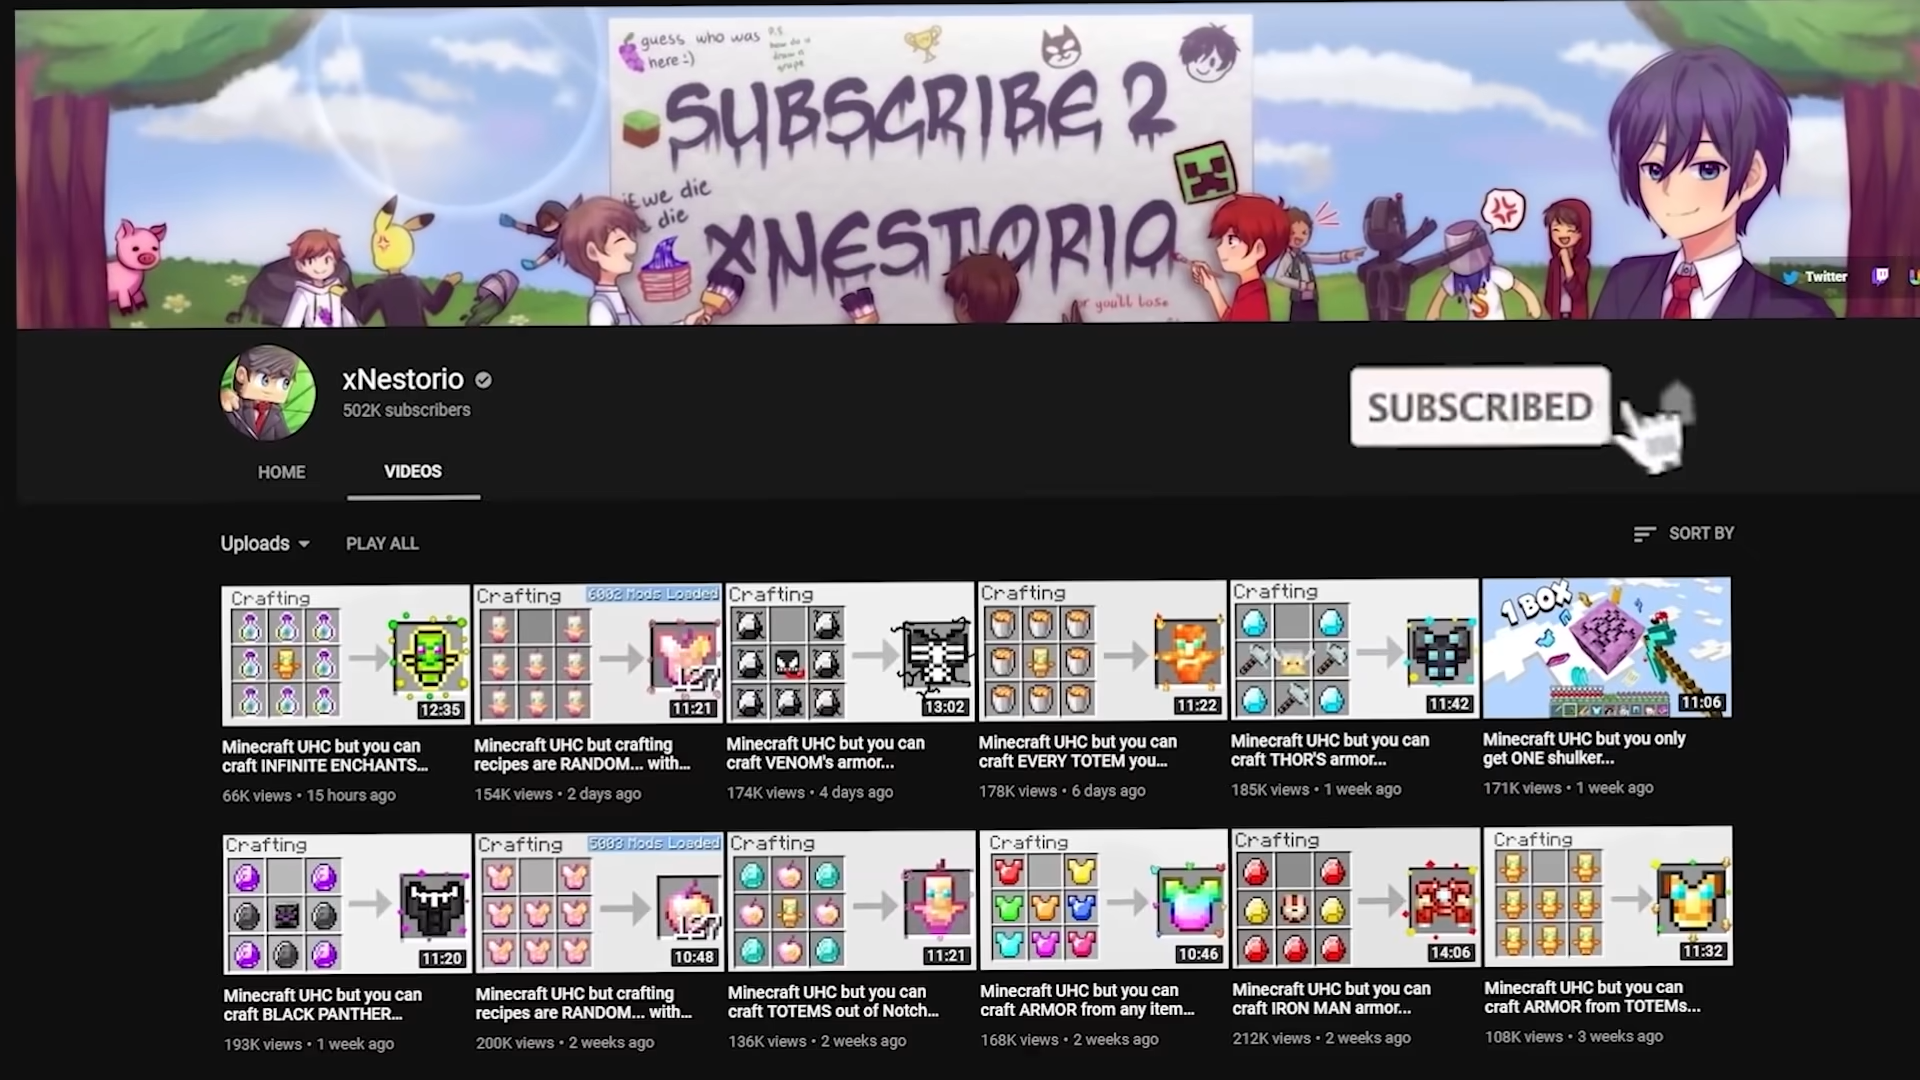 guess who was
here :)
P.S.
how do u
draw a
grape
SUBSCRIBE 2
if we die
die
XNESTORIO
or you'll lose
Twitter
xNestorio
502K subscribers
SUBSCRIBED
HOME VIDEOS
Uploads PLAY ALL
SORT BY
Crafting
12:35
Crafting 6002 Mods Loaded
11:21
Crafting
13:02
Crafting
11:22
Crafting
11:42
1 BOX
11:06
Minecraft UHC but you can
craft INFINITE ENCHANTS...
66K views • 15 hours ago
Minecraft UHC but crafting
recipes are RANDOM... with...
154K views • 2 days ago
Minecraft UHC but you can
craft VENOM's armor...
174K views • 4 days ago
Minecraft UHC but you can
craft EVERY TOTEM you...
178K views • 6 days ago
Minecraft UHC but you can
craft THOR'S armor...
185K views • 1 week ago
Minecraft UHC but you only
get ONE shulker...
171K views • 1 week ago
Crafting
11:20
Crafting 5003 Mods Loaded
127
10:48
Crafting
11:21
Crafting
10:46
Crafting
14:06
Crafting
11:32
Minecraft UHC but you can
craft BLACK PANTHER...
193K views • 1 week ago
Minecraft UHC but crafting
recipes are RANDOM... with...
200K views • 2 weeks ago
Minecraft UHC but you can
craft TOTEMS out of Notch...
136K views • 2 weeks ago
Minecraft UHC but you can
craft ARMOR from any item...
168K views • 2 weeks ago
Minecraft UHC but you can
craft IRON MAN armor...
212K views • 2 weeks ago
Minecraft UHC but you can
craft ARMOR from TOTEMs...
108K views • 3 weeks ago